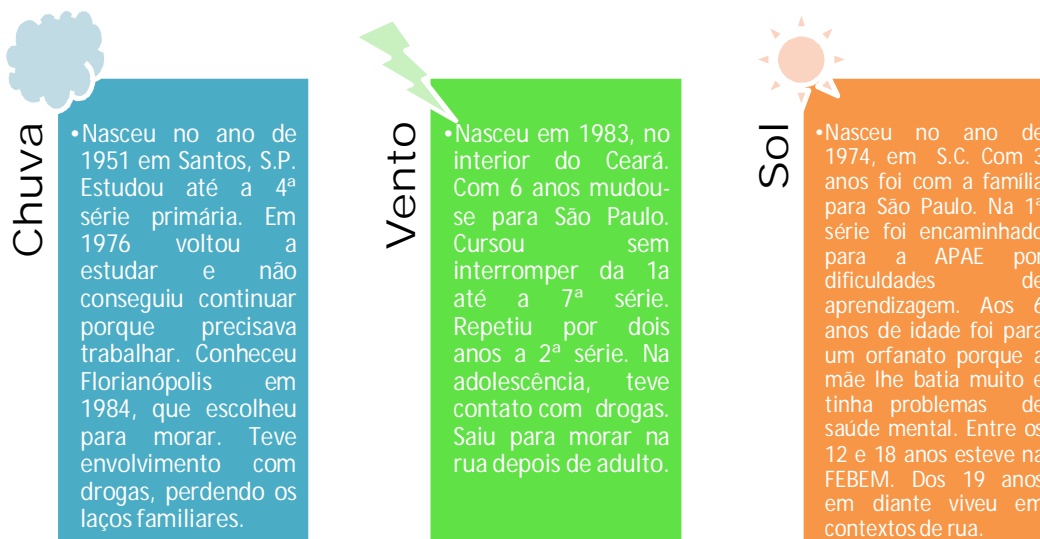 Chuva
•Nasceu no ano de
1951 em Santos, S.P.
Estudou até a 4ª
série primária. Em
1976 voltou a
estudar e não
conseguiu continuar
porque precisava
trabalhar. Conheceu
Florianópolis em
1984, que escolheu
para morar. Teve
envolvimento com
drogas, perdendo os
laços familiares.
Vento
•Nasceu em 1983, no
interior do Ceará.
Com 6 anos mudou-
se para São Paulo.
Cursou sem
interromper da 1a
até a 7ª série.
Repetiu por dois
anos a 2ª série. Na
adolescência, teve
contato com drogas.
Saiu para morar na
rua depois de adulto.
Sol
•Nasceu no ano de
1974, em S.C. Com 3
anos foi com a família
para São Paulo. Na 1ª
série foi encaminhado
para a APAE por
dificuldades de
aprendizagem. Aos 6
anos de idade foi para
um orfanato porque a
mãe lhe batia muito e
tinha problemas de
saúde mental. Entre os
12 e 18 anos esteve na
FEBEM. Dos 19 anos
em diante viveu em
contextos de rua.